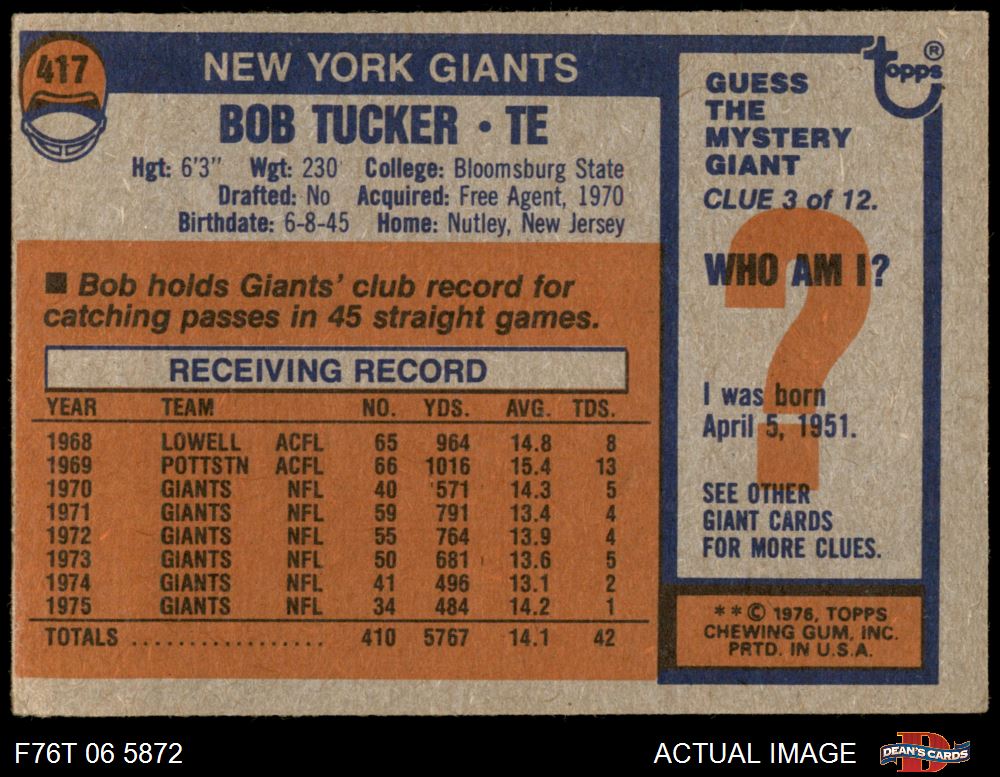 417
NEW YORK GIANTS
BOB TUCKER • TE
Hgt: 6'3" Wgt: 230 College: Bloomsburg State
Drafted: No Acquired: Free Agent, 1970
Birthdate: 6-8-45 Home: Nutley, New Jersey
■ Bob holds Giants' club record for
catching passes in 45 straight games.
RECEIVING RECORD
YEAR TEAM NO. YDS. AVG. TDS.
1968 LOWELL ACFL 65 964 14.8 8
1969 POTTSTN ACFL 66 1016 15.4 13
1970 GIANTS NFL 40 571 14.3 5
1971 GIANTS NFL 59 791 13.4 4
1972 GIANTS NFL 55 764 13.9 4
1973 GIANTS NFL 50 681 13.6 5
1974 GIANTS NFL 41 496 13.1 2
1975 GIANTS NFL 34 484 14.2 1
TOTALS ..................... 410 5767 14.1 42
topps ®
GUESS
THE
MYSTERY
GIANT
CLUE 3 of 12.
WHO AM I?
?
I was born
April 5, 1951.
SEE OTHER
GIANT CARDS
FOR MORE CLUES.
* * © 1976, TOPPS
CHEWING GUM, INC.
PRTD. IN U.S.A.
F76T 06 5872
ACTUAL IMAGE
D
DEAN'S CARDS